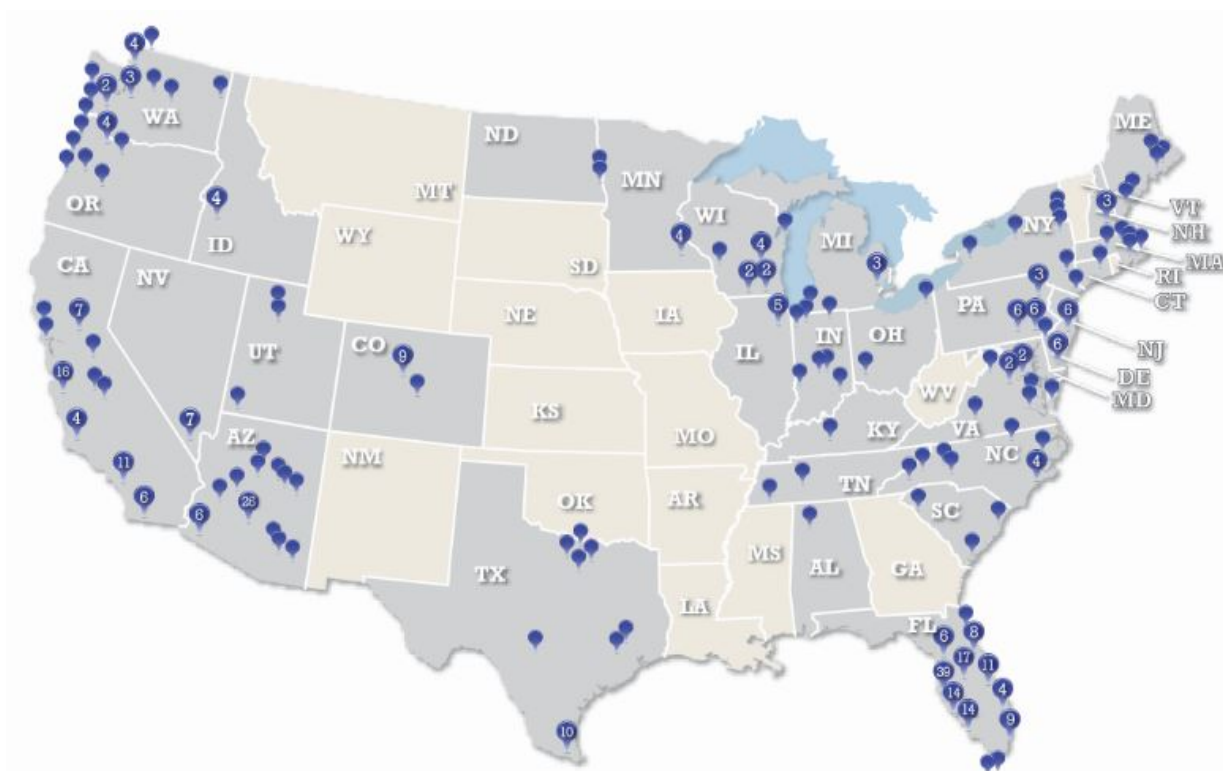 4
3
2
WA
4
ND
ME
MN
MT
OR
4
ID
WI
4
4
MI
3
NY
3
VT
NH
WY
SD
CA
NV
2
2
MA
RI
CT
7
NE
IA
5
3
PA
6
6
6
UT
CO
9
IL
IN
OH
6
NJ
2
2
DE
MD
16
KS
MO
WV
4
7
AZ
KY
VA
NM
NC
4
11
TN
6
26
OK
AR
SC
6
TX
MS
AL
GA
LA
FL
6
8
17
11
39
14
4
14
9
10